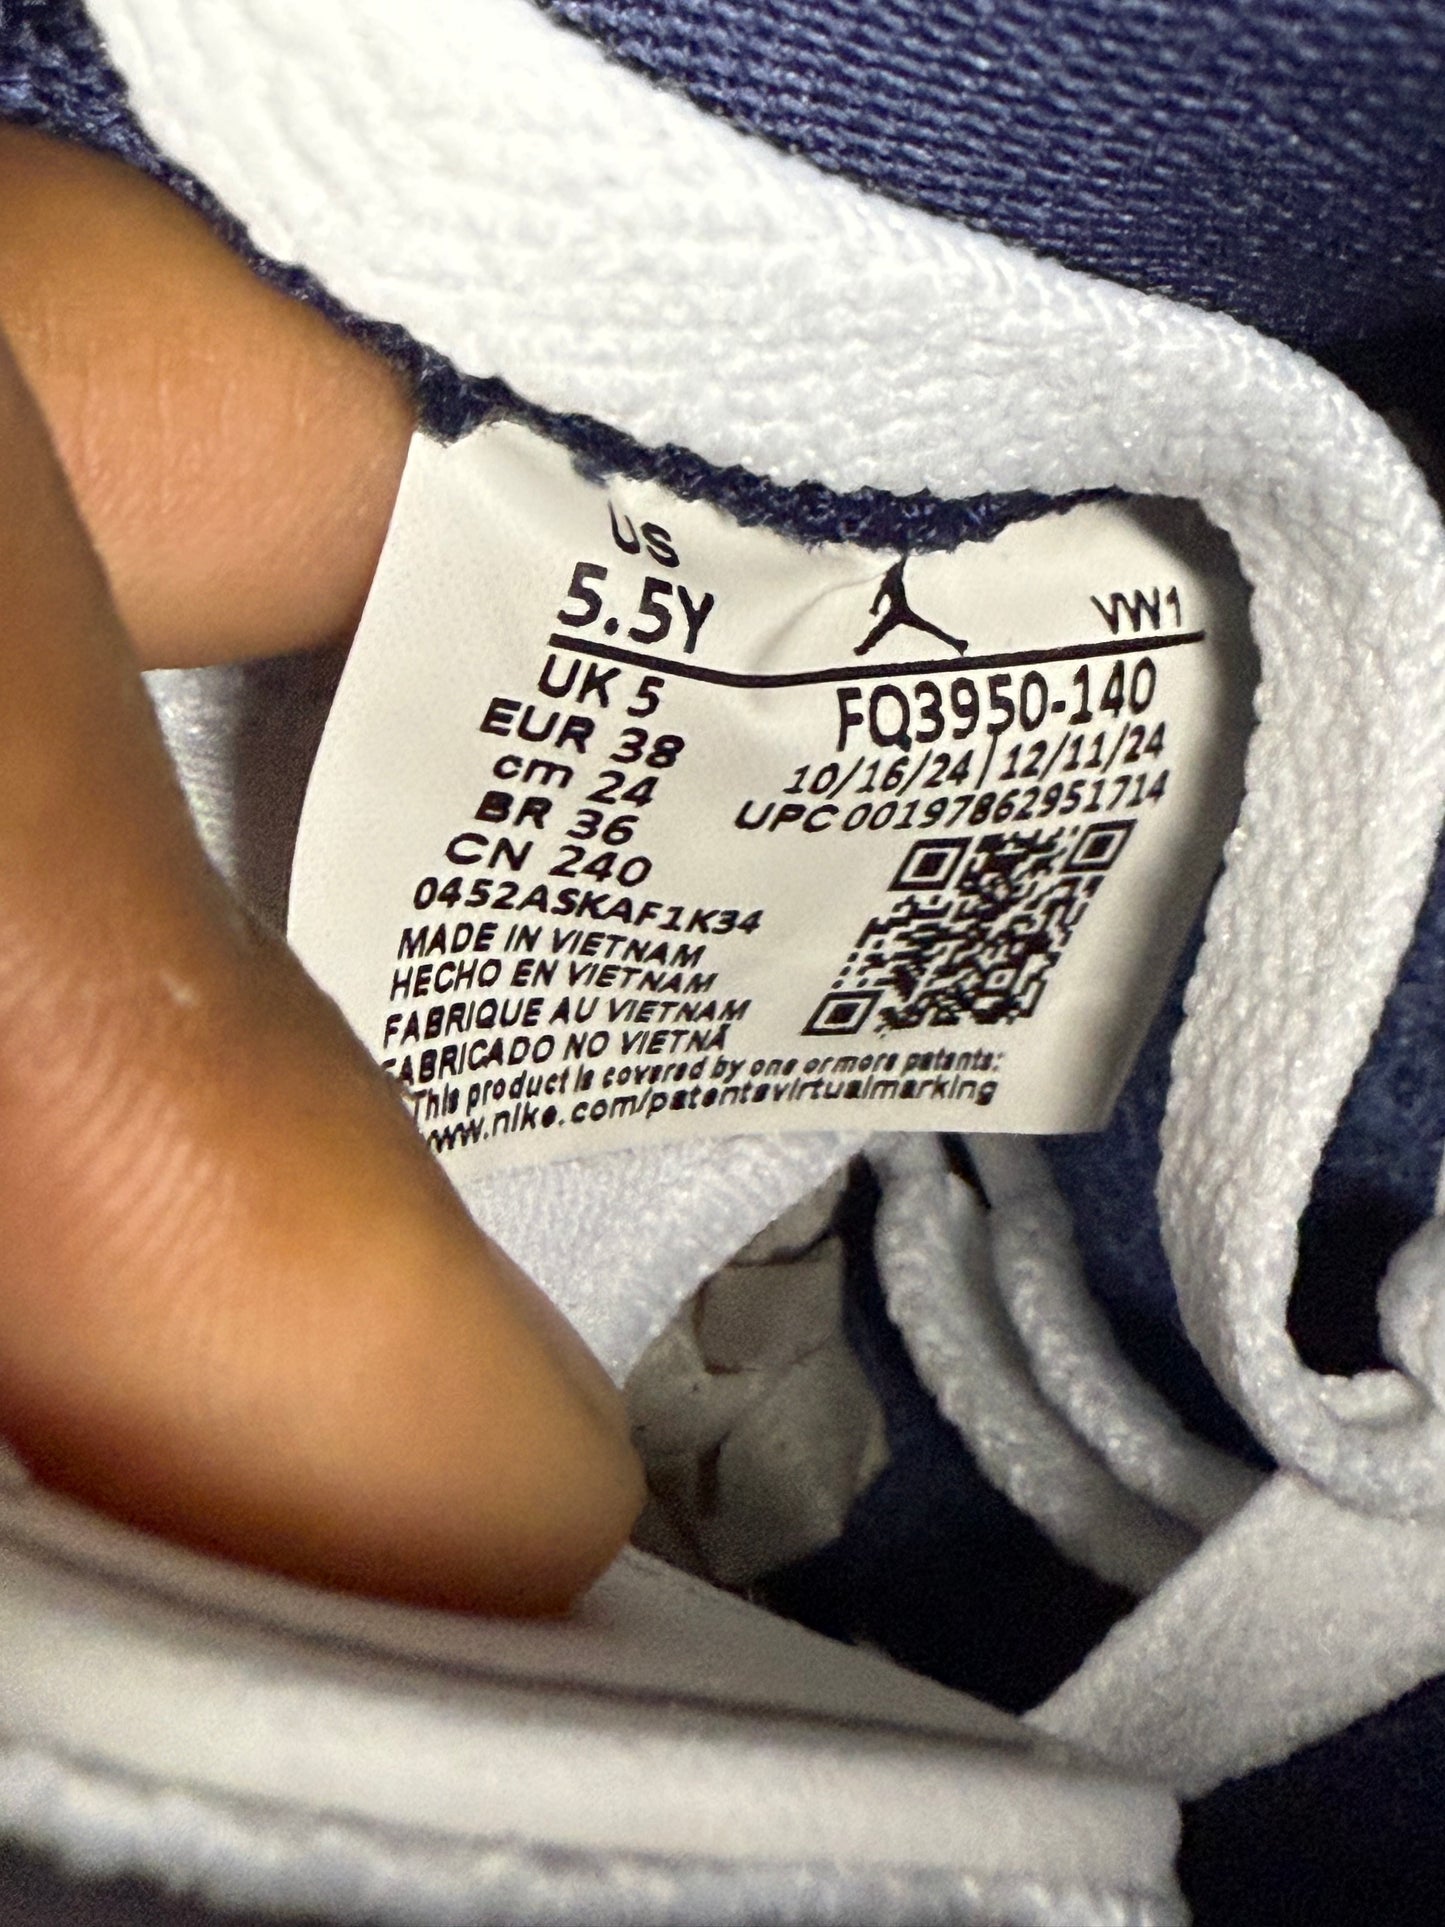 US
5.5Y
VW1
UK 5
EUR 38
cm 24
BR 36
CN 240
FQ3950-140
10/16/24 | 12/11/24
UPC 00197862951714
0452ASKAF1K34
MADE IN VIETNAM
HECHO EN VIETNAM
FABRIQUE AU VIETNAM
FABRICADO NO VIETNÃ
This product is covered by one or more patents:
www.nike.com/patentsvirtualmarking